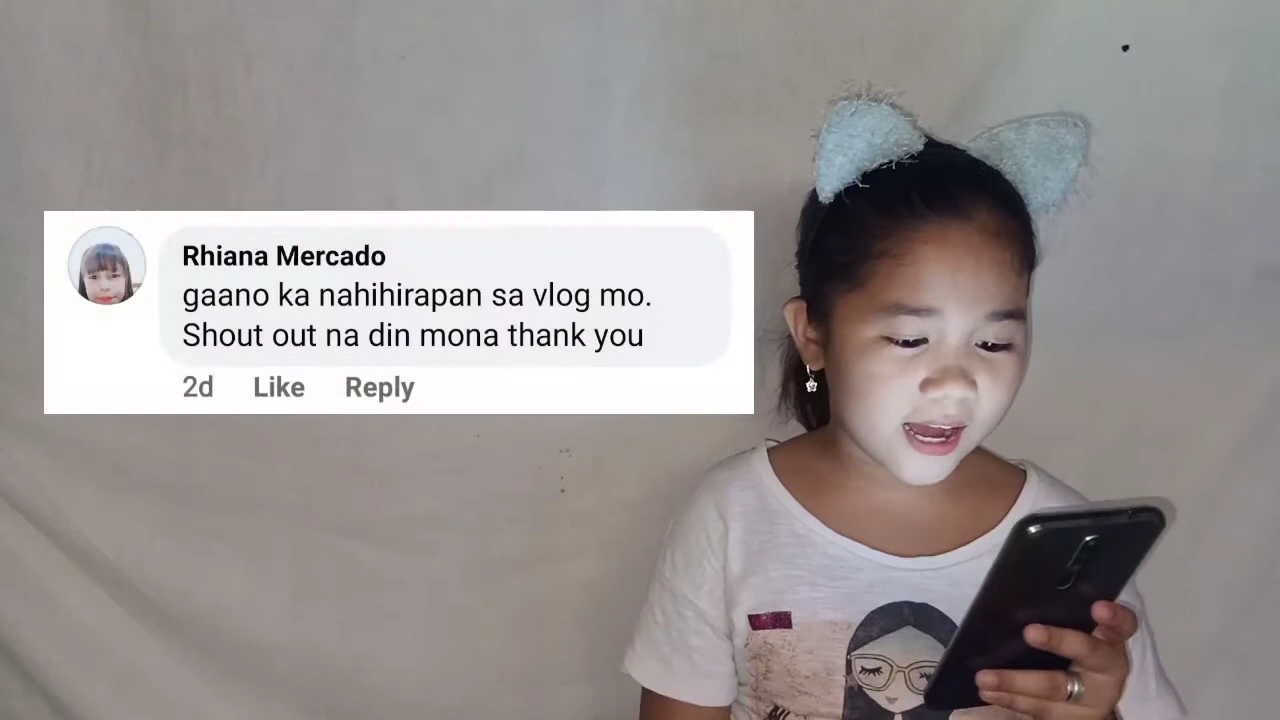 Rhiana Mercado
gaano ka nahihirapan sa vlog mo.
Shout out na din mona thank you
2d Like Reply